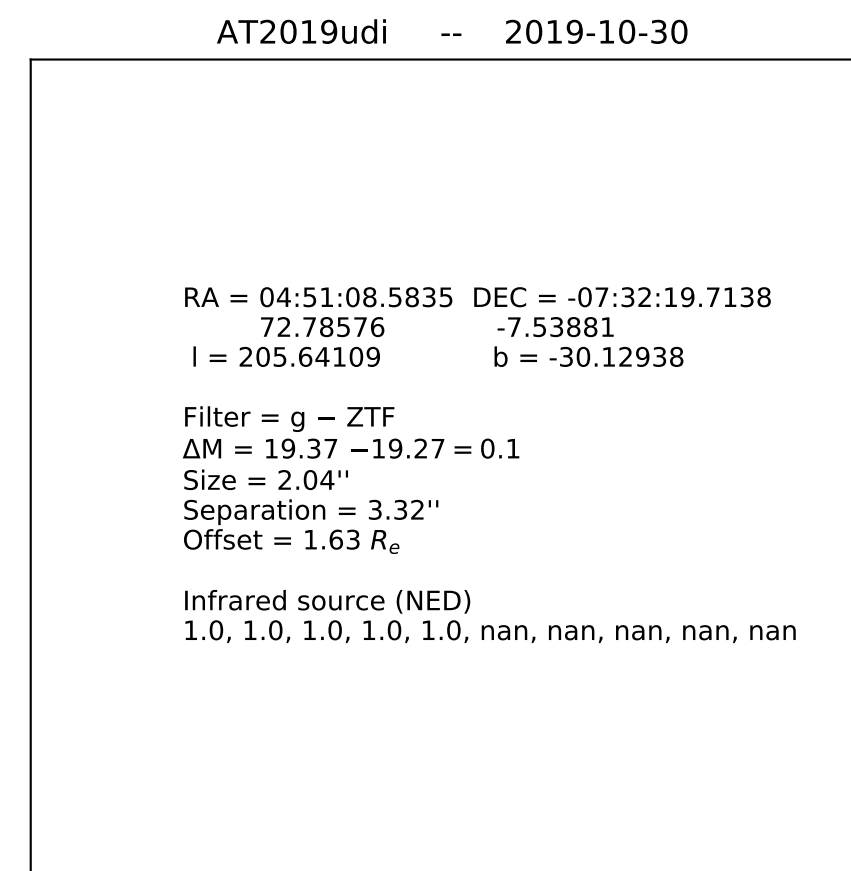 AT2019udi -- 2019-10-30
RA = 04:51:08.5835 DEC = -07:32:19.7138
72.78576 -7.53881
l = 205.64109 b = -30.12938
Filter = g − ZTF
ΔM = 19.37 −19.27 = 0.1
Size = 2.04''
Separation = 3.32''
Offset = 1.63 Re
Infrared source (NED)
1.0, 1.0, 1.0, 1.0, 1.0, nan, nan, nan, nan, nan